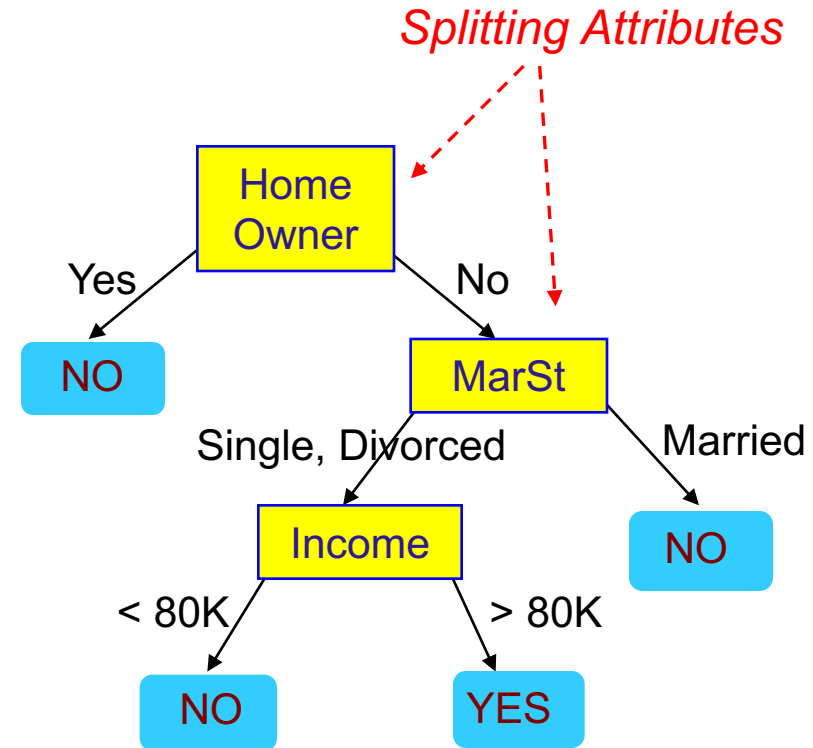 Splitting Attributes
Home
Owner
Yes
No
NO
MarSt
Single, Divorced
Married
Income
NO
< 80K
> 80K
NO
YES